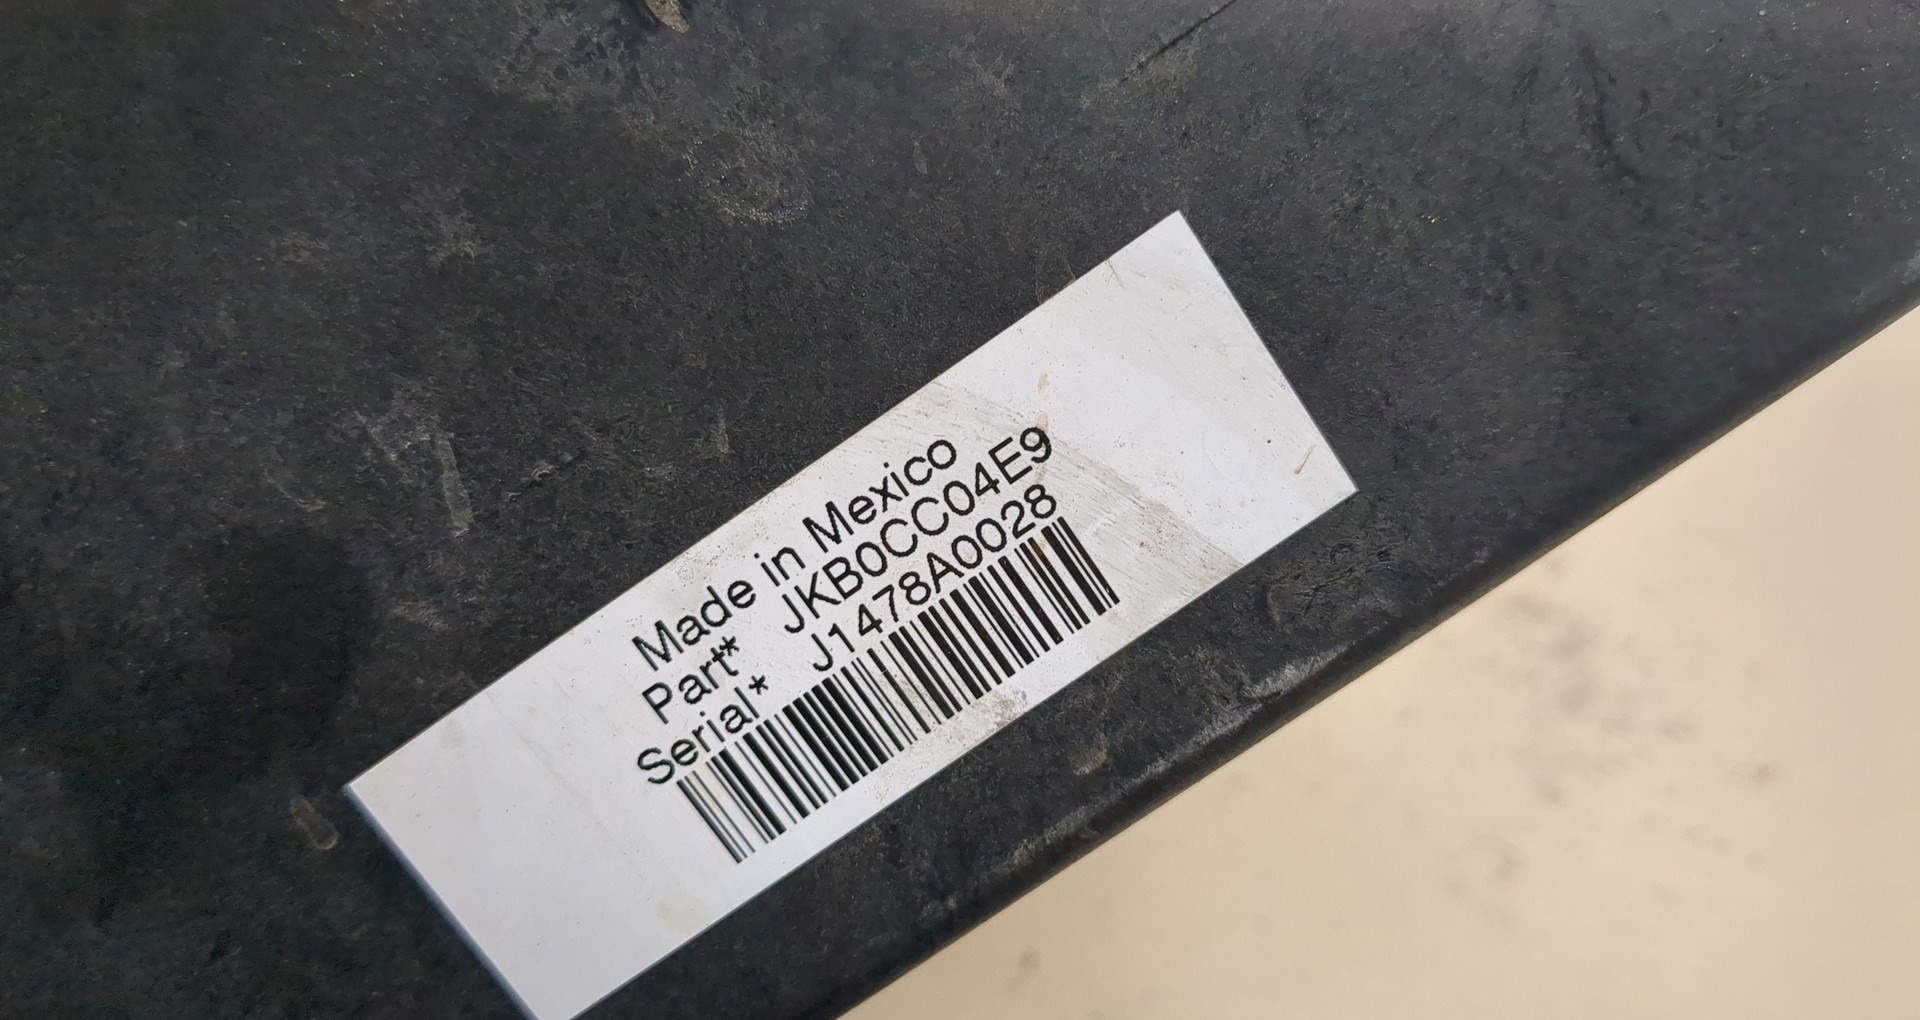 Made in Mexico
Part* JKB0CC04E9
Serial* J1478A0028